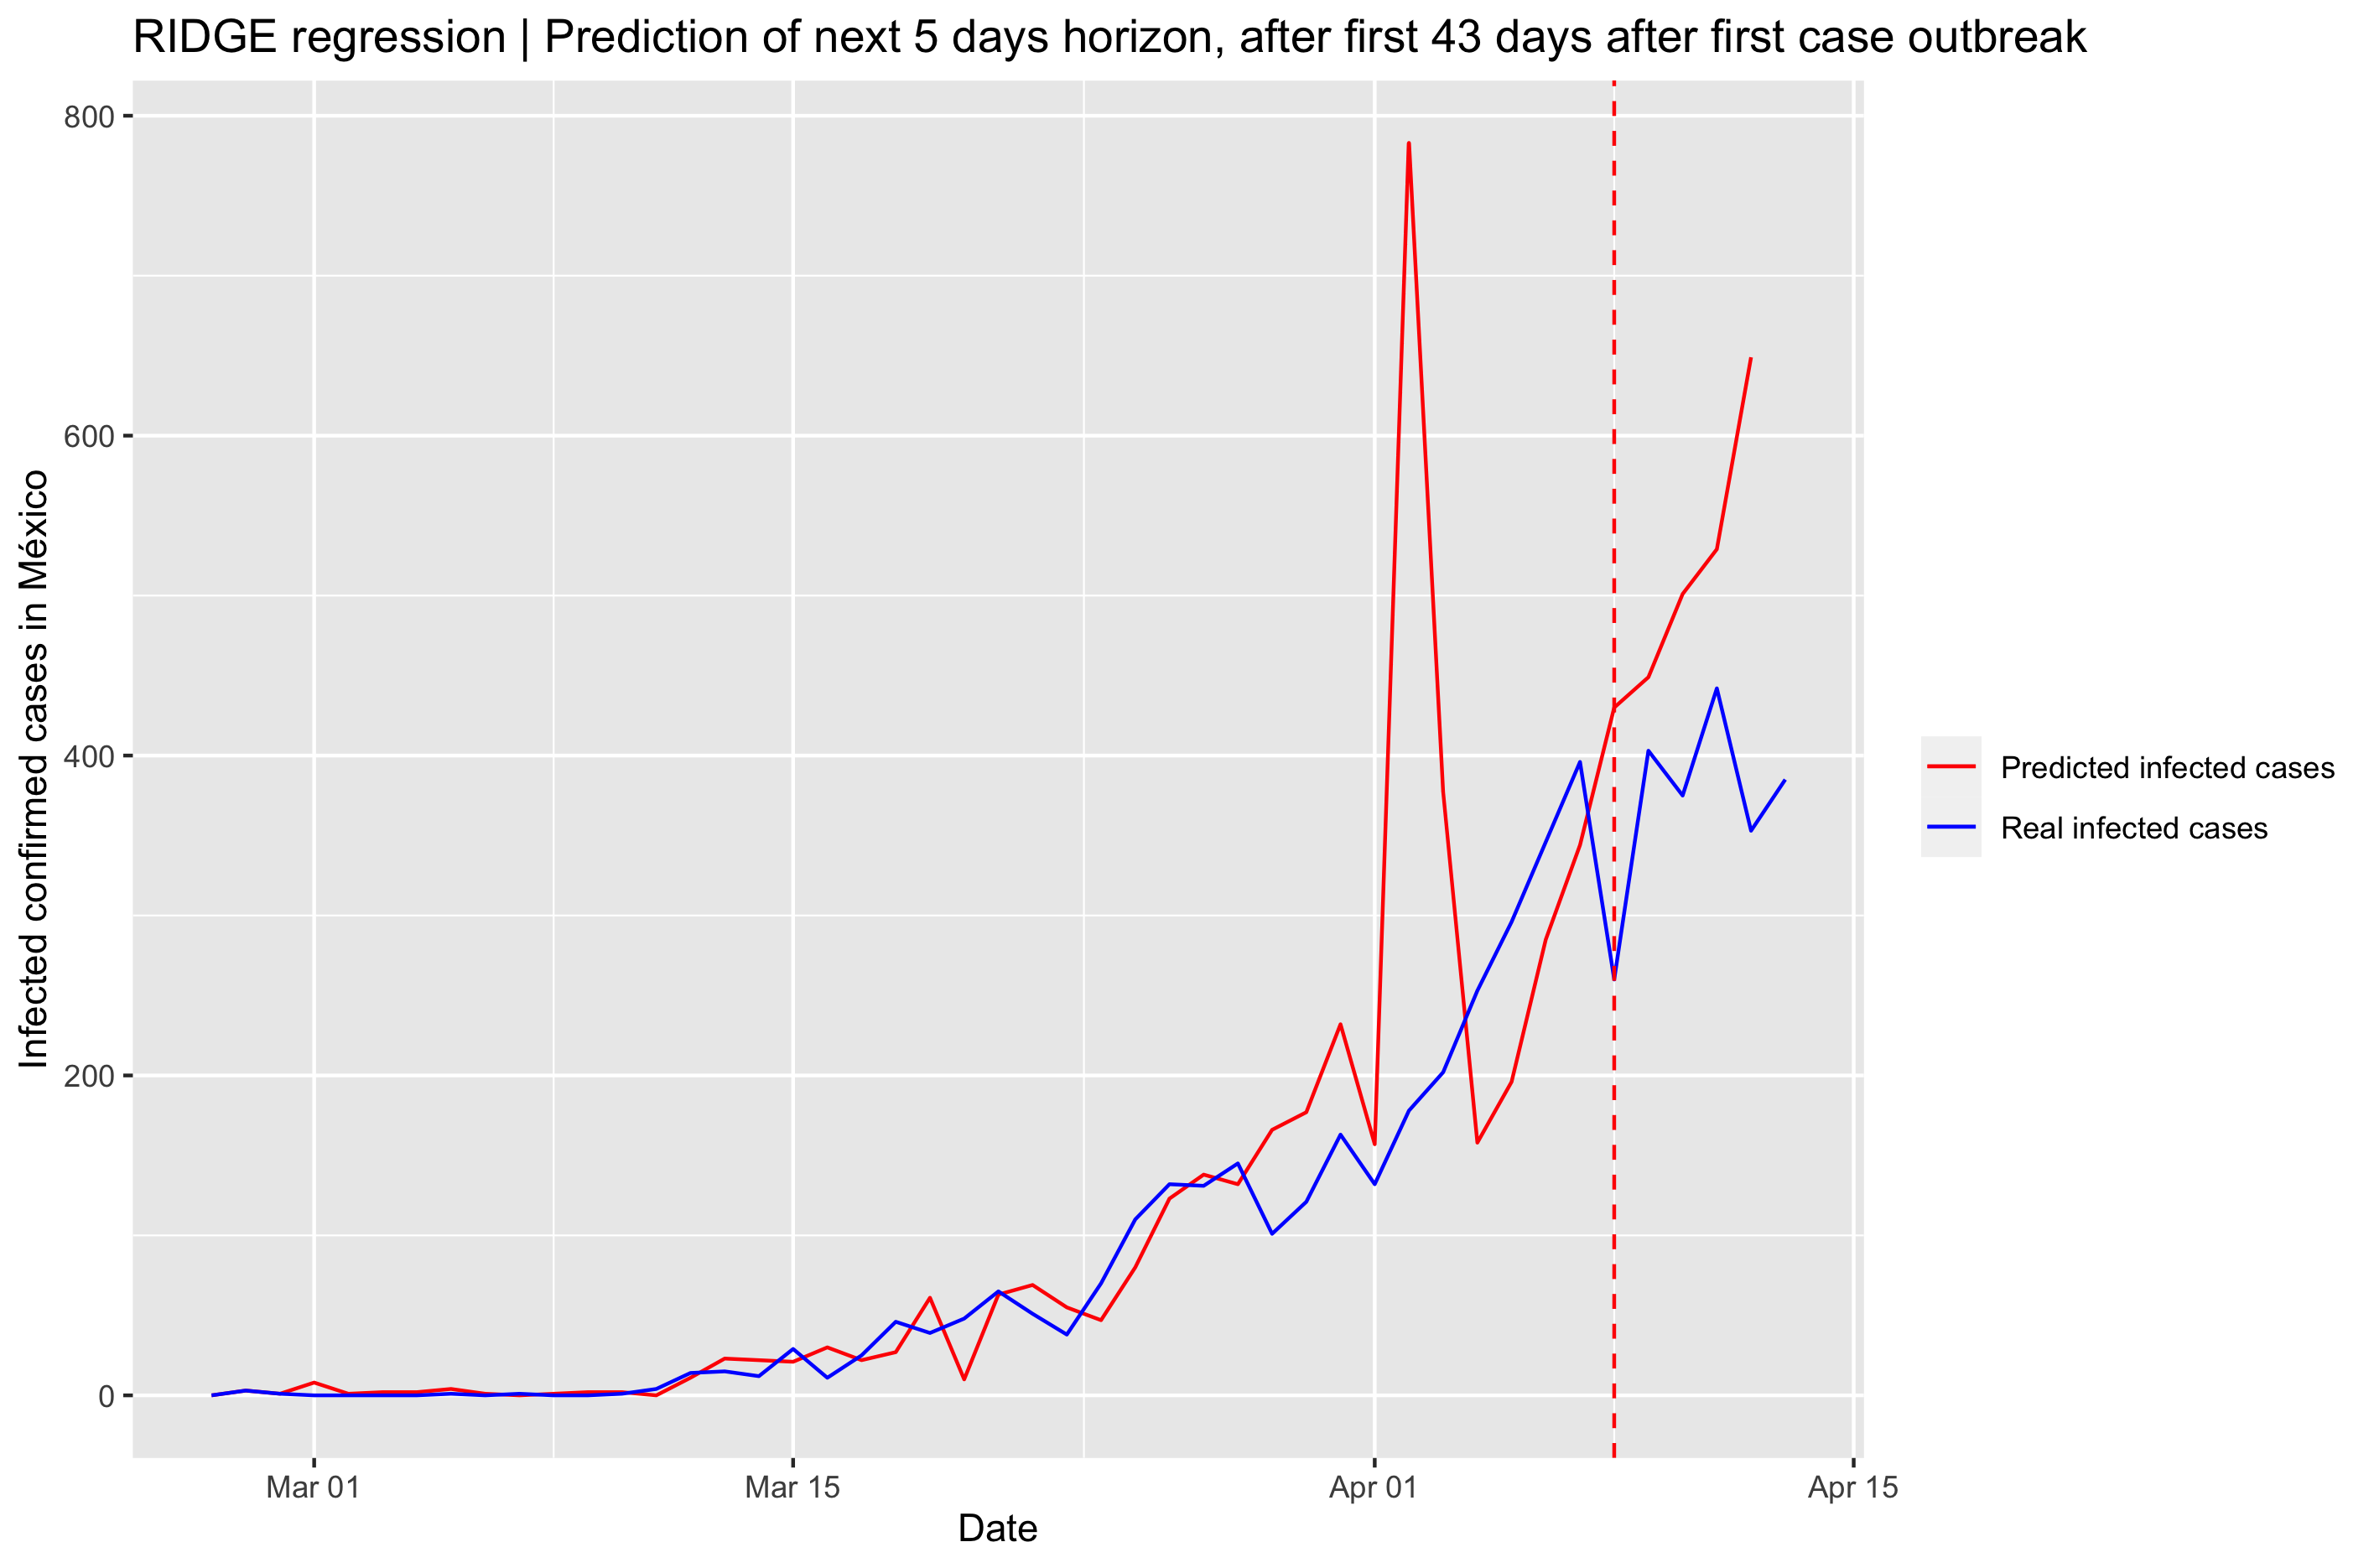 RIDGE regression | Prediction of next 5 days horizon, after first 43 days after first case outbreak
Infected confirmed cases in México
800
600
400
200
0
Mar 01
Mar 15
Apr 01
Apr 15
Date
Predicted infected cases
Real infected cases